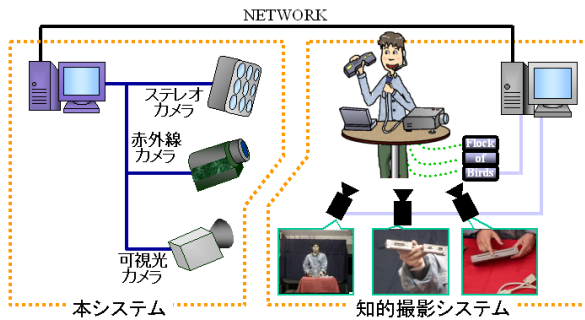 NETWORK
ステレオ
カメラ
赤外線
カメラ
可視光
カメラ
本システム
Flock
of
Birds
知的撮影システム